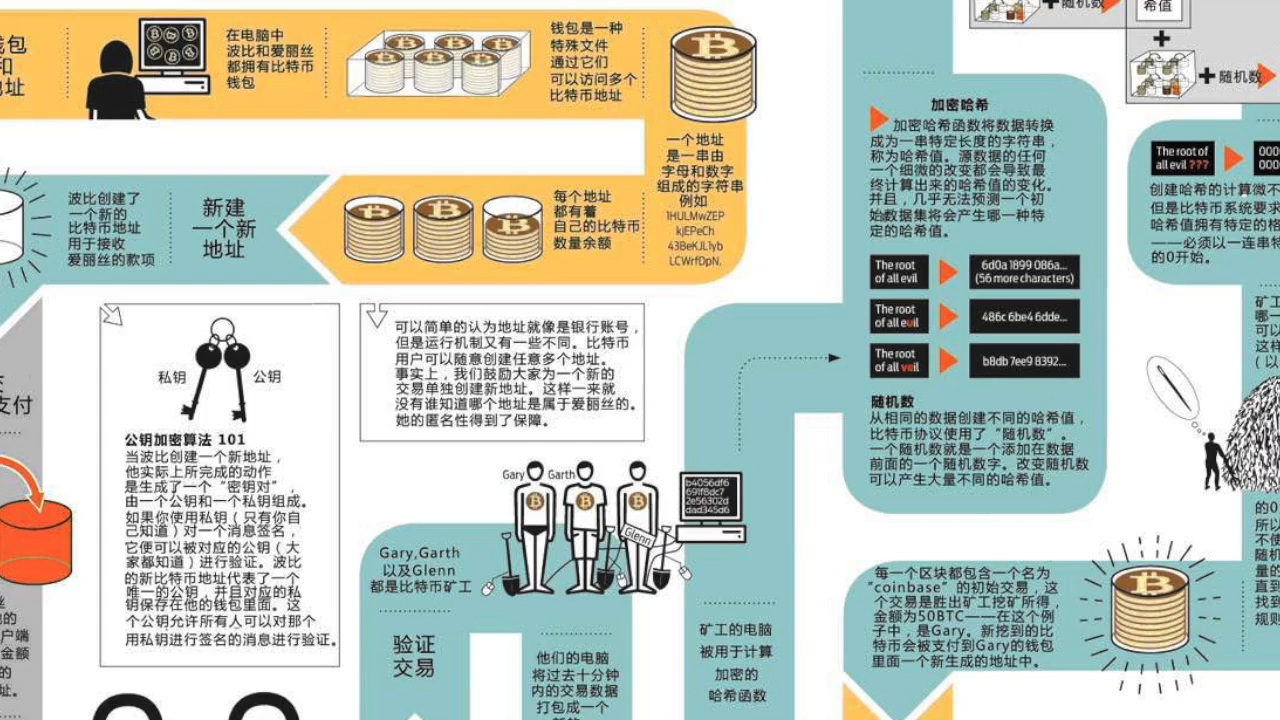 钱包
和
地址
在电脑中
波比和爱丽丝
都拥有比特币
钱包
钱包是一种
特殊文件
通过它们
可以访问多个
比特币地址
一个地址
是一串由
字母和数字
组成的字符串
例如
1HULMwZEP
kjEPeCh
43BeKJL1yb
LCWrfDpN.
每个地址
都有着
自己的比特币
数量余额
新建
一个新
地址
波比创建了
一个新的
比特币地址
用于接收
爱丽丝的款项
支付
私钥
公钥
公钥加密算法 101
当波比创建一个新地址，
他实际上所完成的动作
是生成了一个“密钥对”，
由一个公钥和一个私钥组成。
如果你使用私钥（只有你自
己知道）对一个消息签名，
它便可以被对应的公钥（大
家都知道）进行验证。波比
的新比特币地址代表了一个
唯一的公钥，并且对应的私
钥保存在他的钱包里面。这
个公钥允许所有人可以对那个
用私钥进行签名的消息进行验证。
户端
金额
的
址。
可以简单的认为地址就像是银行账号，
但是运行机制又有一些不同。比特币
用户可以随意创建任意多个地址。
事实上，我们鼓励大家为一个新的
交易单独创建新地址。这样一来就
没有谁知道哪个地址是属于爱丽丝的。
她的匿名性得到了保障。
Gary
Garth
Glenn
b4056df6
691f8dc7
2e56302d
dad345d6
Gary,Garth
以及Glenn
都是比特币矿工
验证
交易
他们的电脑
将过去十分钟
内的交易数据
打包成一个
新的
矿工的电脑
被用于计算
加密的
哈希函数
加密哈希
加密哈希函数将数据转换
成为一串特定长度的字符串，
称为哈希值。源数据的任何
一个细微的改变都会导致最
终计算出来的哈希值的变化。
并且，几乎无法预测一个初
始数据集将会产生哪一种特
定的哈希值。
The root
of all evil
6d0a 1899 086a...
(56 more characters)
The root
of all euil
486c 6be4 6dde...
The root
of all veil
b8db 7ee9 8392...
随机数
从相同的数据创建不同的哈希值，
比特币协议使用了“随机数”。
一个随机数就是一个添加在数据
前面的一个随机数字。改变随机数
可以产生大量不同的哈希值。
每一个区块都包含一个名为
“coinbase”的初始交易，这
个交易是胜出矿工挖矿所得，
金额为50BTC——在这个例
子中，是Gary。新挖到的比
特币会被支付到Gary的钱包
里面一个新生成的地址中。
+随机数
希值
+
+随机数
The root of
all evil ???
000
000
创建哈希的计算微不
但是比特币系统要求
哈希值拥有特定的格
——必须以一连串特
的0开始。
矿工
哪一
可以
这样
（以
的0
所以
不使
随机
量的
直到
找到
规则